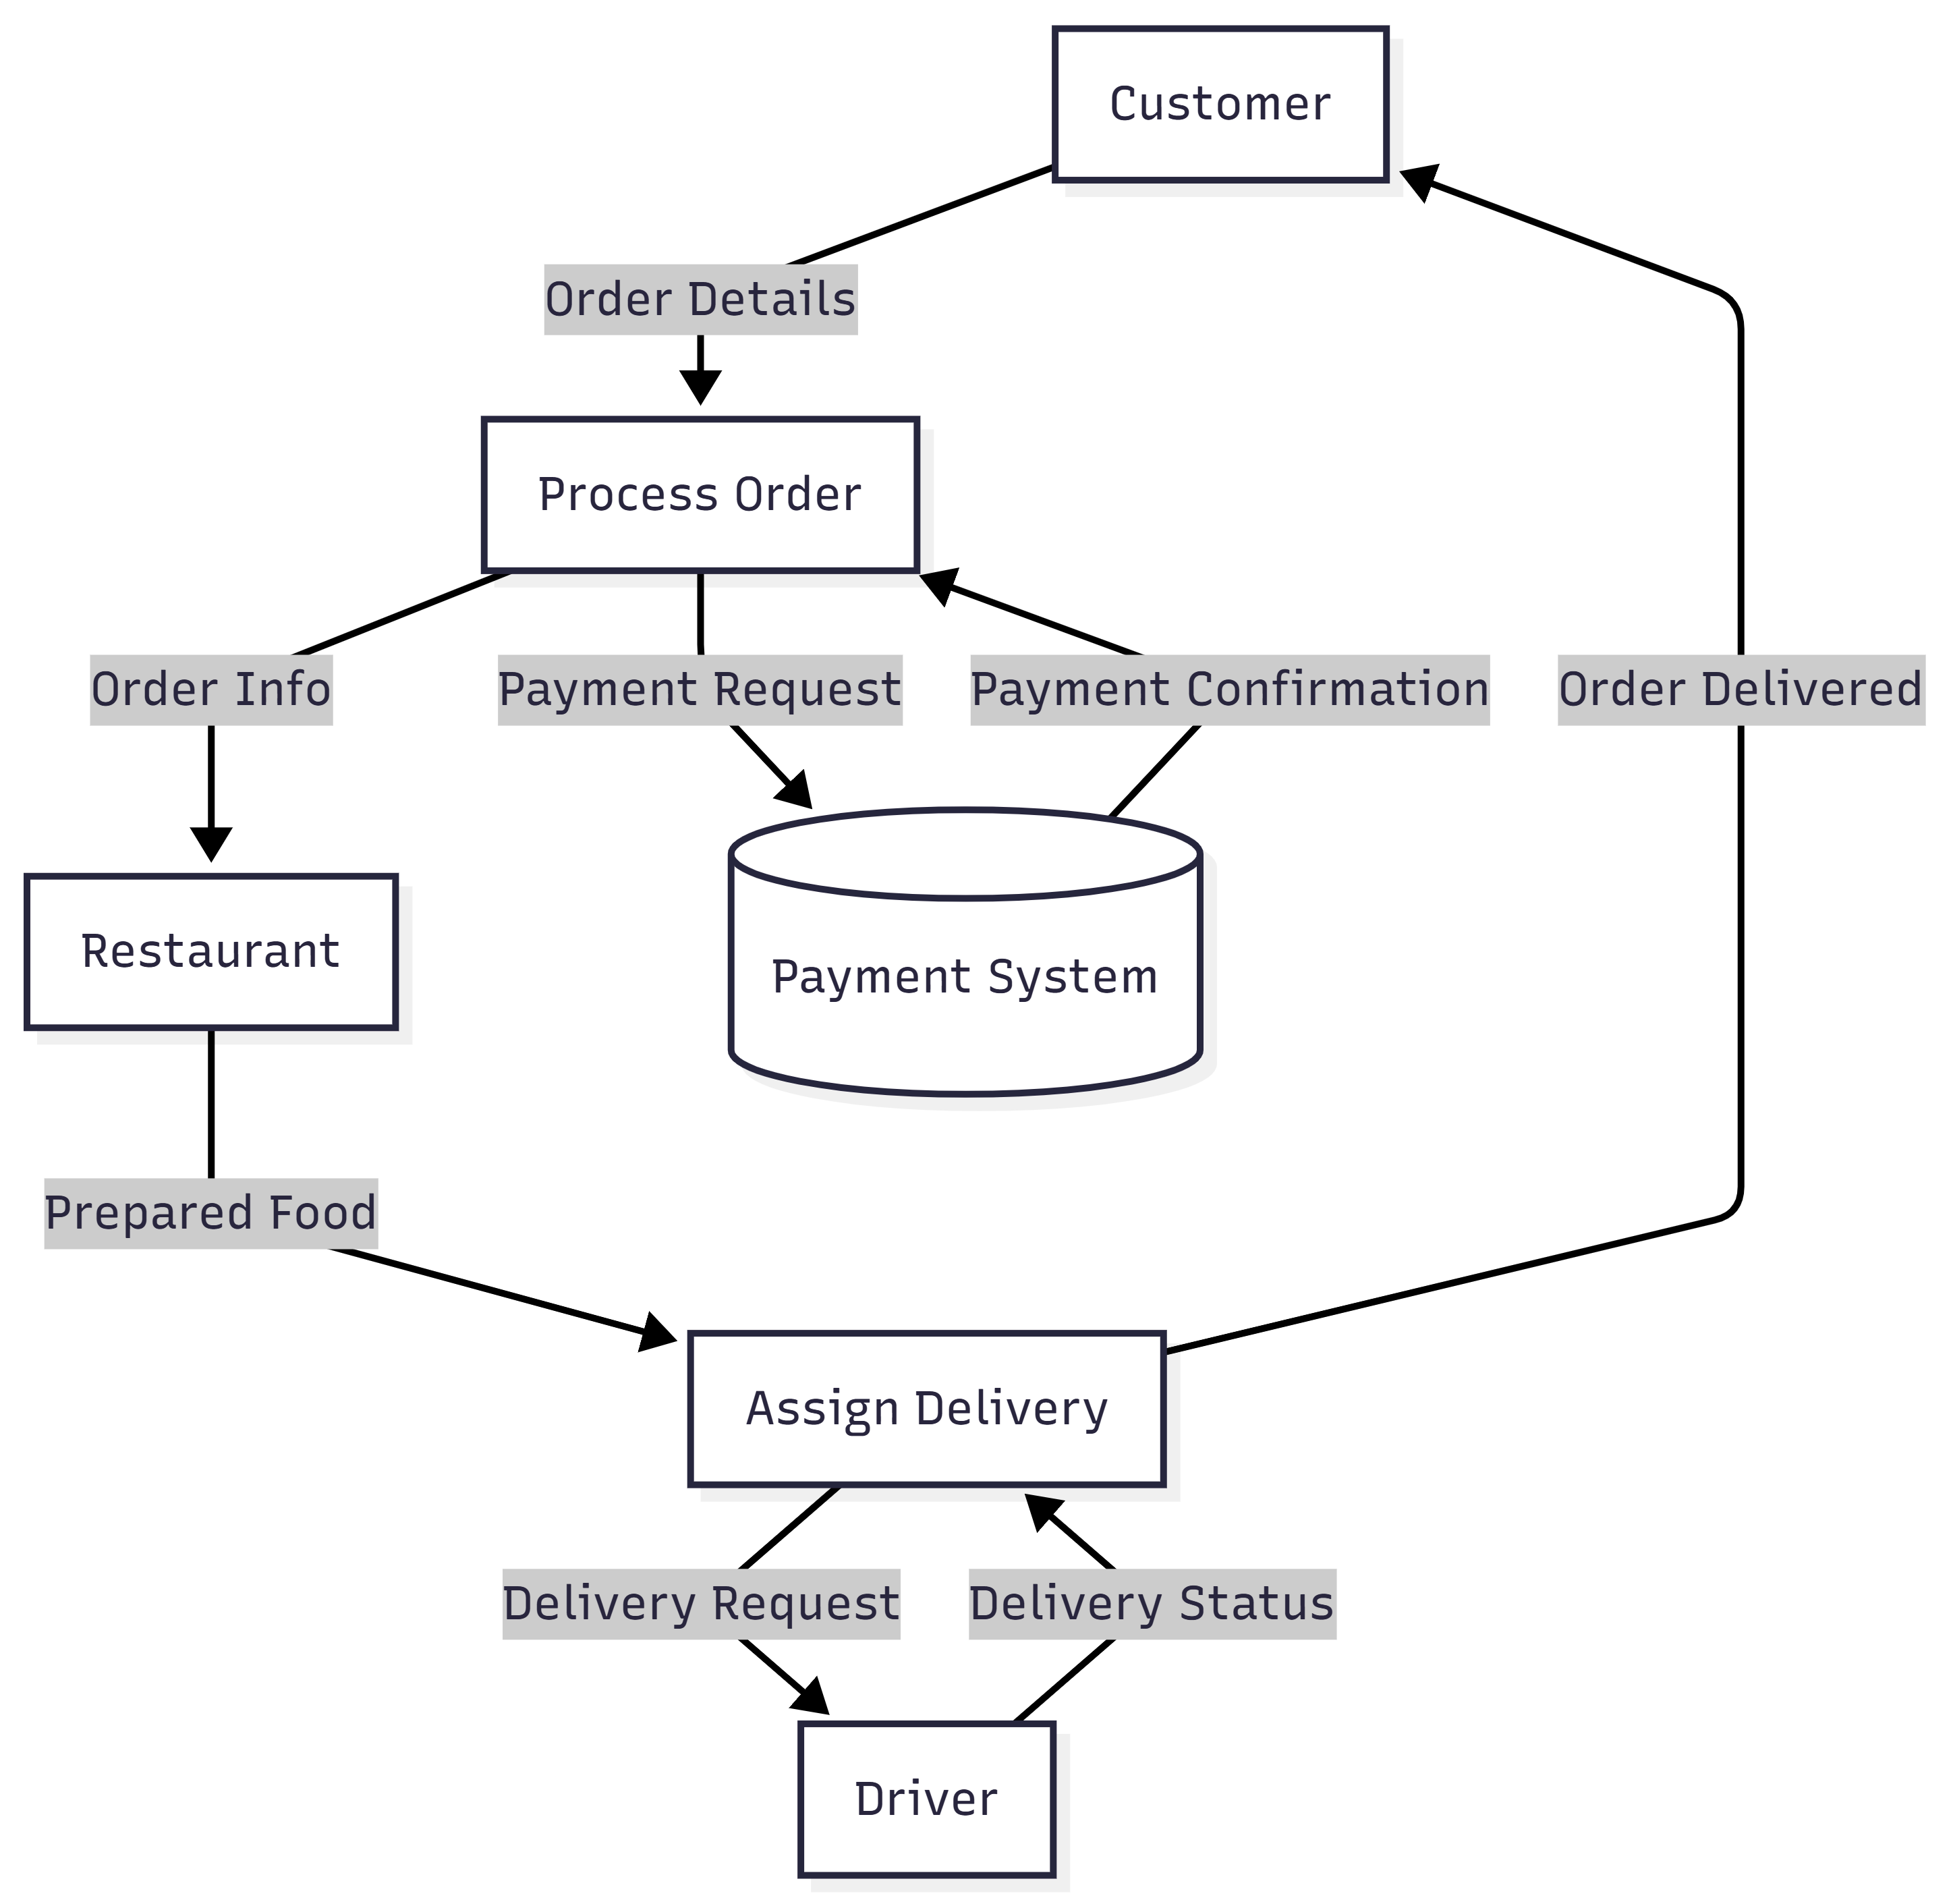 Customer
Order Details
Process Order
Order Info
Payment Request
Payment Confirmation
Order Delivered
Restaurant
Payment System
Prepared Food
Assign Delivery
Delivery Request
Delivery Status
Driver